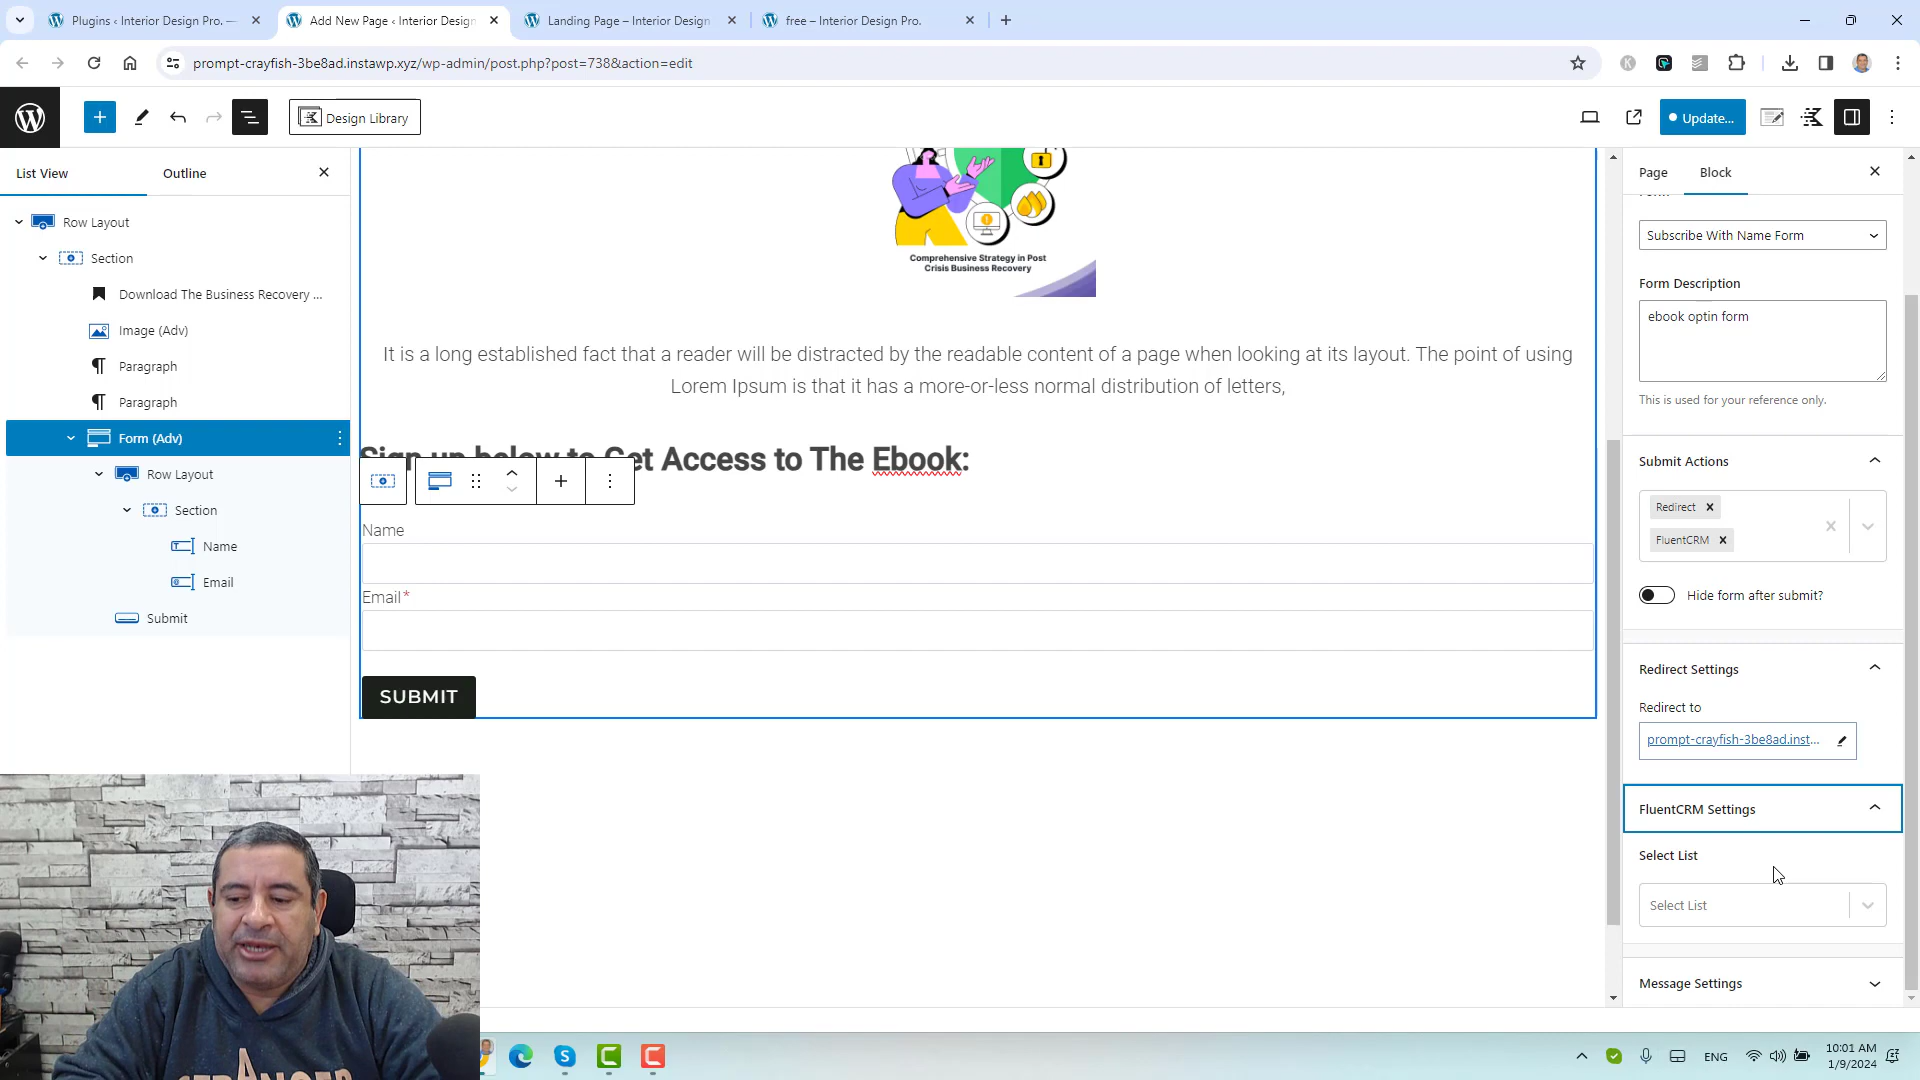 Plugins ‹ Interior Design Pro. —
Add New Page ‹ Interior Design
Landing Page – Interior Design
free – Interior Design Pro.
prompt-crayfish-3be8ad.instawp.xyz/wp-admin/post.php?post=738&action=edit
Design Library
Update...
List View
Outline
Page
Block
Row Layout
Section
Download The Business Recovery ...
Image (Adv)
Paragraph
Paragraph
Form (Adv)
Row Layout
Section
Name
Email
Submit
Comprehensive Strategy in Post
Crisis Business Recovery
It is a long established fact that a reader will be distracted by the readable content of a page when looking at its layout. The point of using
Lorem Ipsum is that it has a more-or-less normal distribution of letters,
Sign up below to Get Access to The Ebook:
Name
Email*
SUBMIT
Subscribe With Name Form
Form Description
ebook optin form
This is used for your reference only.
Submit Actions
Redirect
FluentCRM
Hide form after submit?
Redirect Settings
Redirect to
prompt-crayfish-3be8ad.inst...
FluentCRM Settings
Select List
Select List
Message Settings
ENG
10:01 AM
1/9/2024